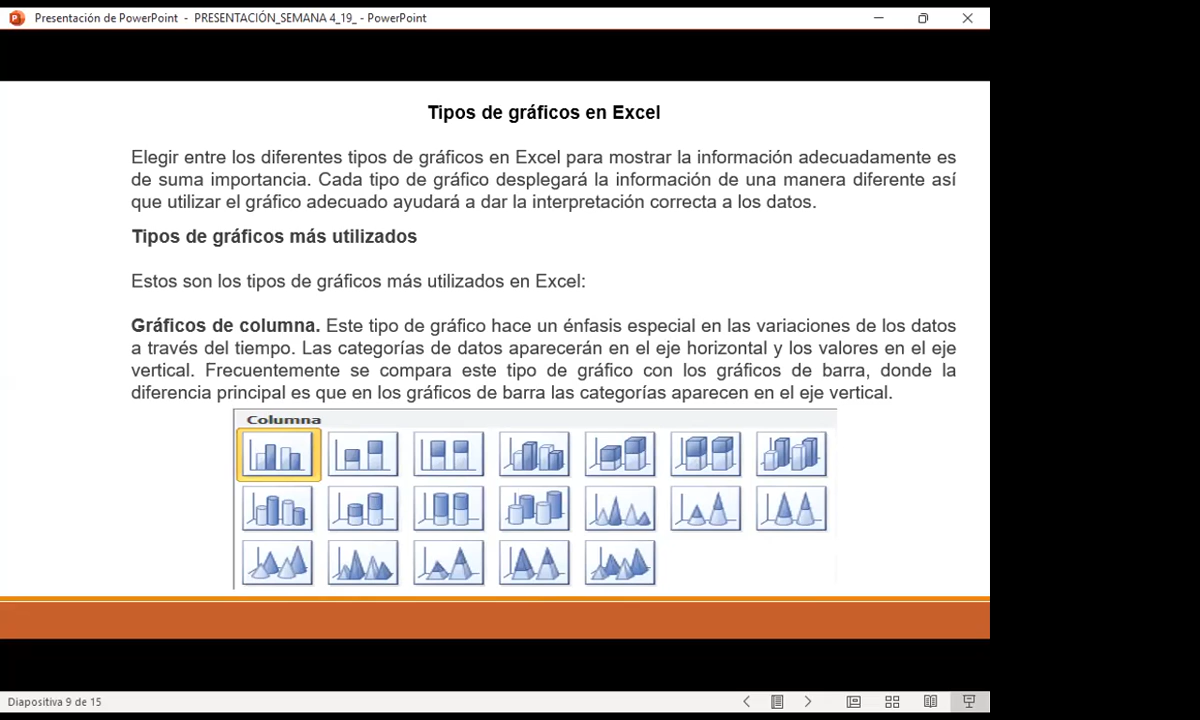 Presentación de PowerPoint - PRESENTACIÓN_SEMANA 4_19_ - PowerPoint
Tipos de gráficos en Excel
Elegir entre los diferentes tipos de gráficos en Excel para mostrar la información adecuadamente es
de suma importancia. Cada tipo de gráfico desplegará la información de una manera diferente así
que utilizar el gráfico adecuado ayudará a dar la interpretación correcta a los datos.
Tipos de gráficos más utilizados
Estos son los tipos de gráficos más utilizados en Excel:
Gráficos de columna. Este tipo de gráfico hace un énfasis especial en las variaciones de los datos
a través del tiempo. Las categorías de datos aparecerán en el eje horizontal y los valores en el eje
vertical. Frecuentemente se compara este tipo de gráfico con los gráficos de barra, donde la
diferencia principal es que en los gráficos de barra las categorías aparecen en el eje vertical.
Columna
Diapositiva 9 de 15